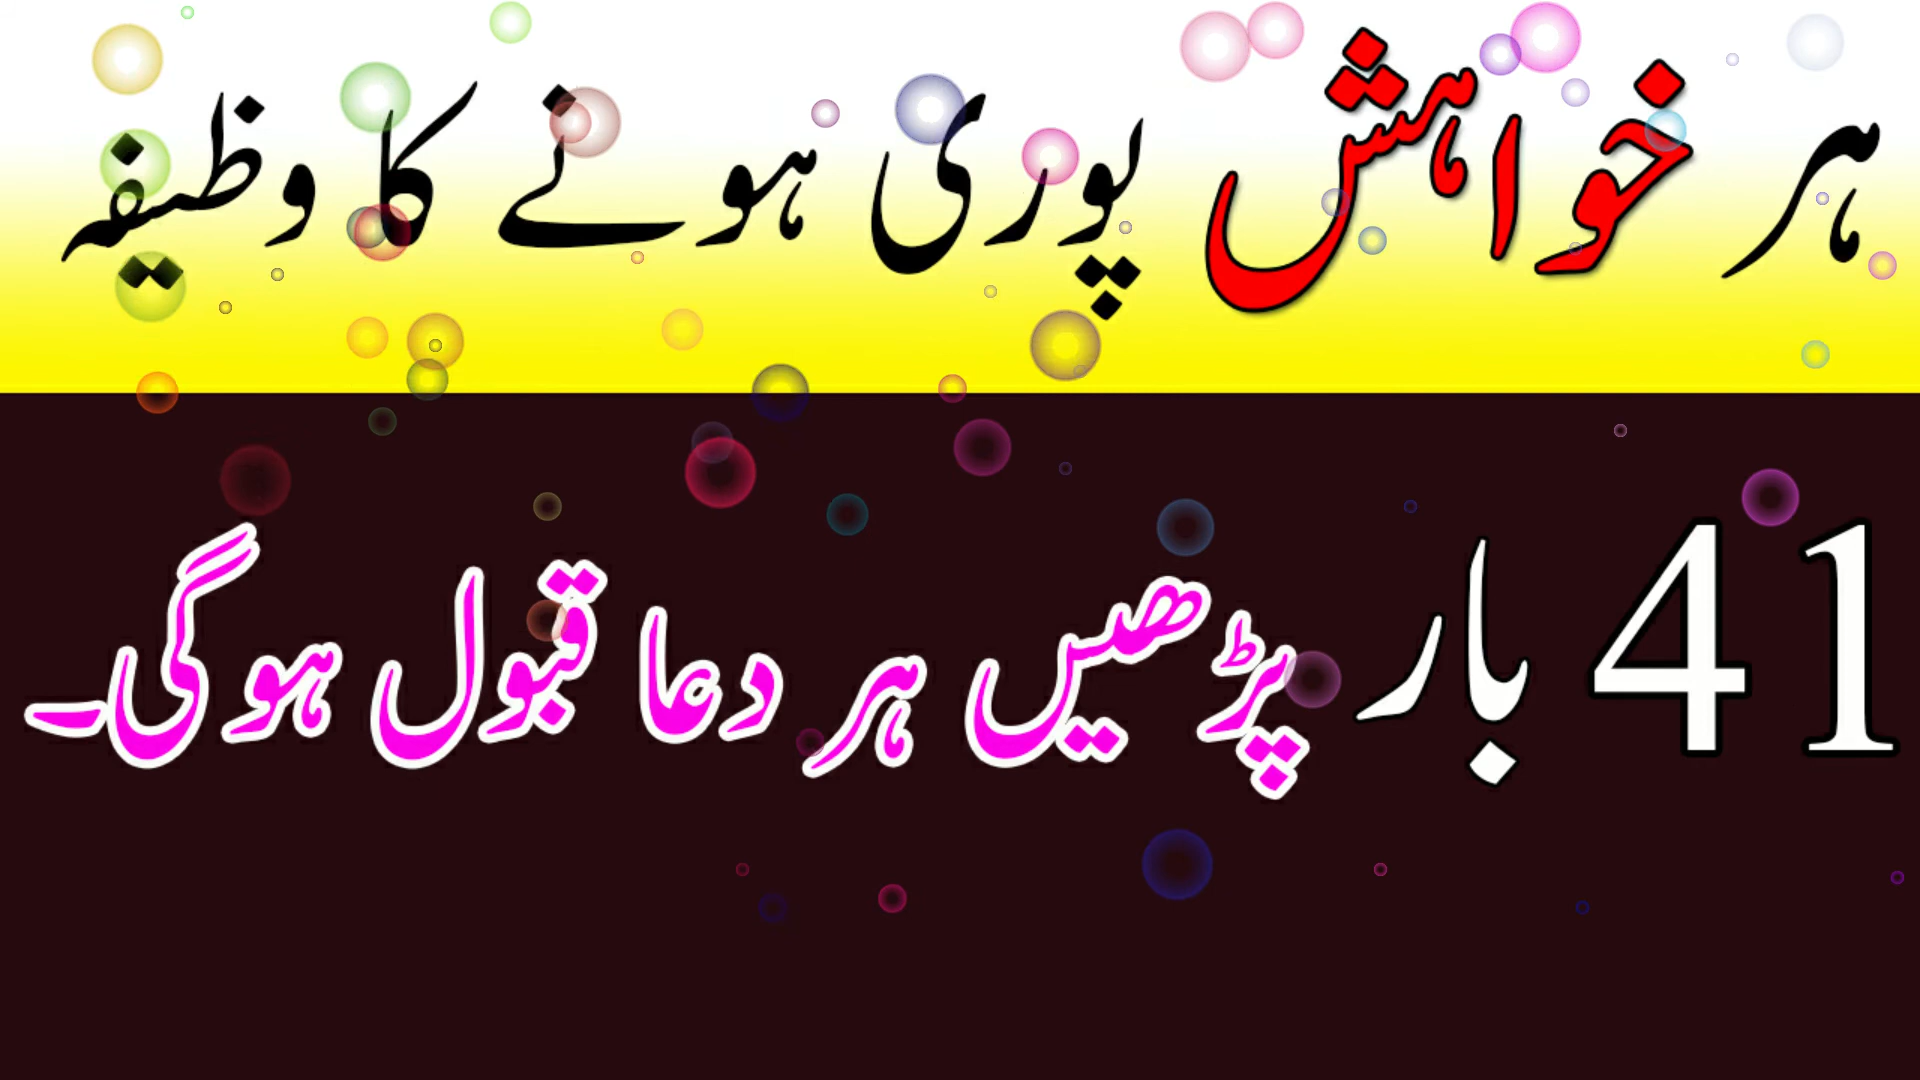 ہر خواہش پوری ہونے کا وظیفہ
41 بار پڑھیں ہر دعا قبول ہوگی۔